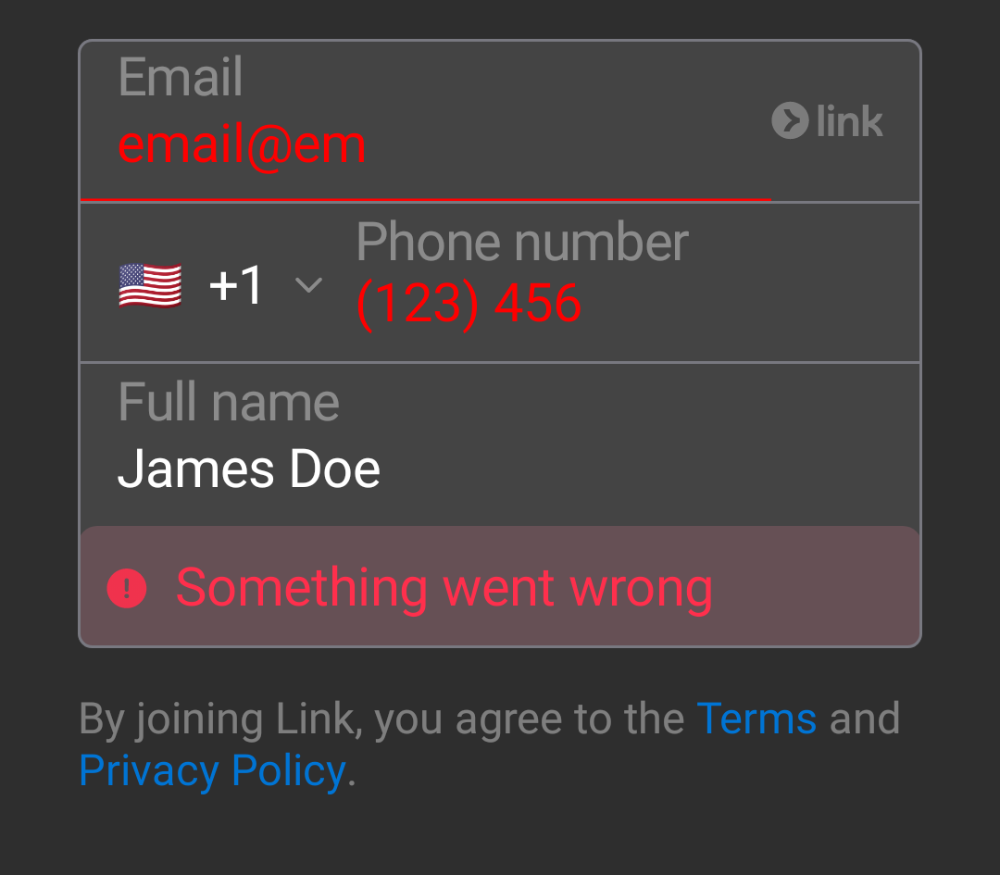 Email
email@em
link
Phone number
+1 (123) 456
Full name
James Doe
Something went wrong
By joining Link, you agree to the Terms and
Privacy Policy.